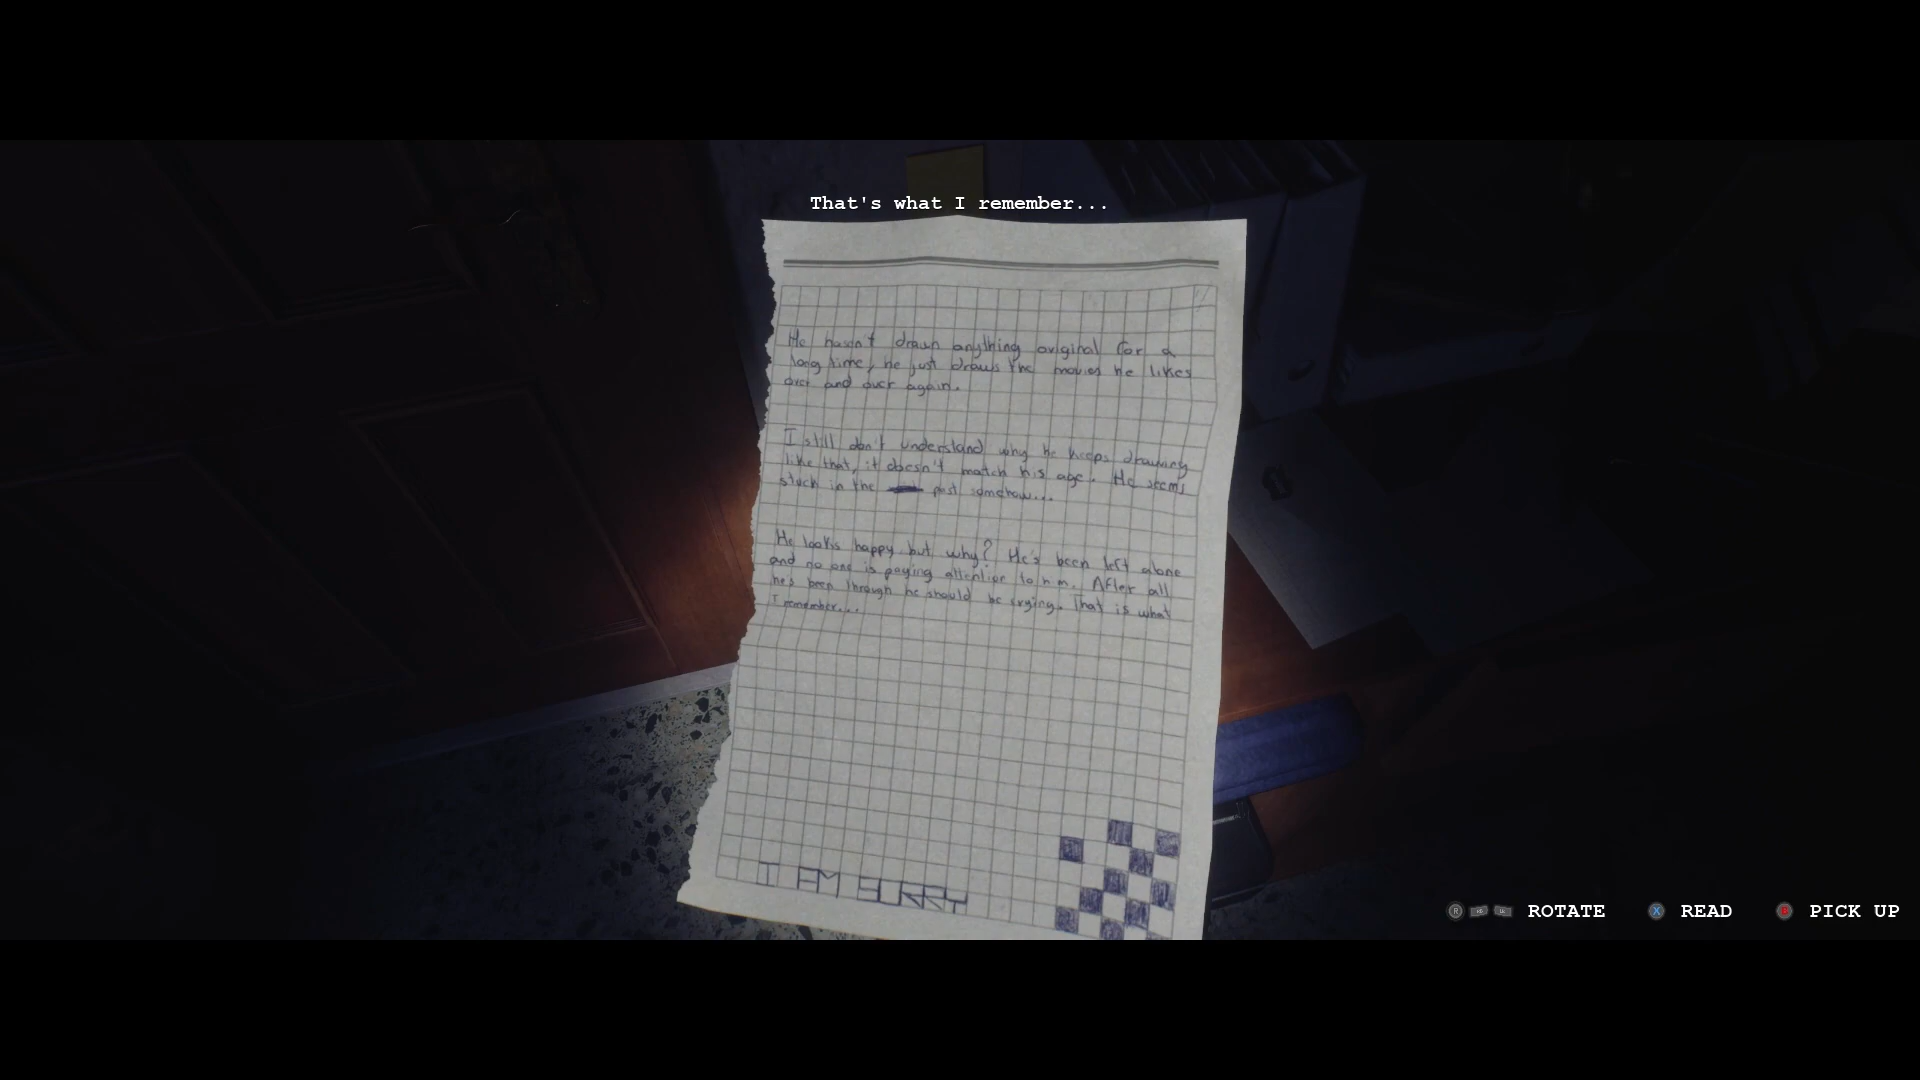 That's what I remember...
He hasn't drawn anything original for a
long time, he just draws the movies he likes
over and over again.
I still don't understand why he keeps drawing
like that, it doesn't match his age. He seems
stuck in the past somehow...
He looks happy but why? He's been left alone
and no one is paying attention to him. After all
he's been through he should be crying. That is what
I remember...
I AM SORRY
ROTATE
READ
PICK UP